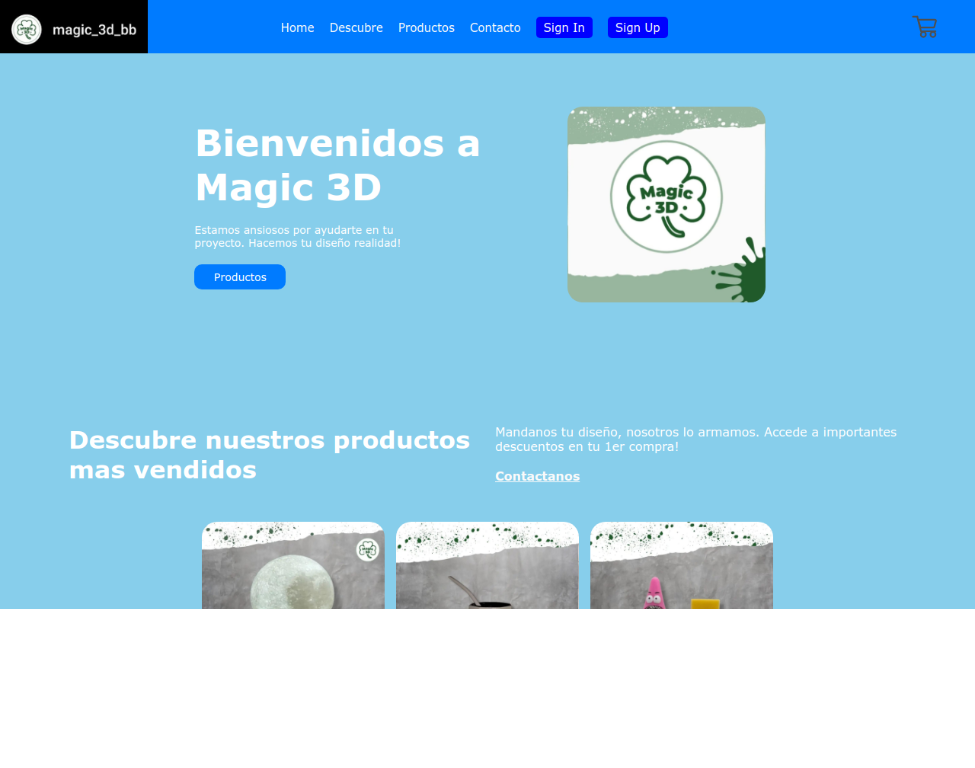 magic_3d_bb
Home
Descubre
Productos
Contacto
Sign In
Sign Up
Bienvenidos a
Magic 3D
Estamos ansiosos por ayudarte en tu
proyecto. Hacemos tu diseño realidad!
Productos
Magic
3D
Descubre nuestros productos
mas vendidos
Mandanos tu diseño, nosotros lo armamos. Accede a importantes
descuentos en tu 1er compra!
Contactanos